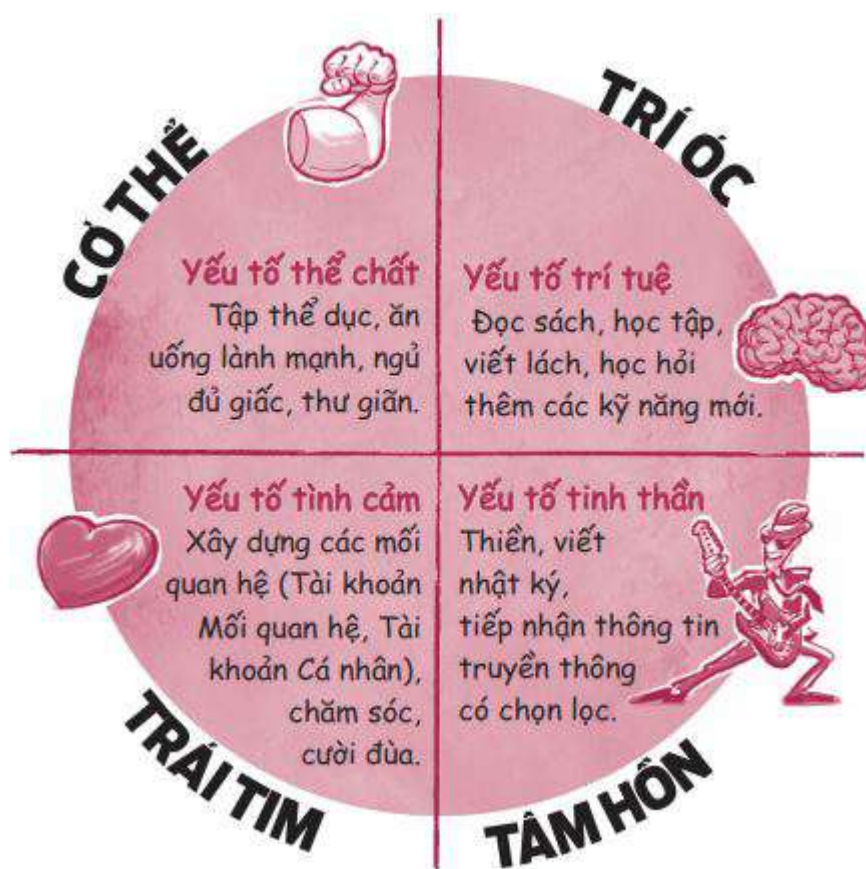 CƠ THỂ
Yếu tố thể chất
Tập thể dục, ăn
uống lành mạnh, ngủ
đủ giấc, thư giãn.
TRÍ ÓC
Yếu tố trí tuệ
Đọc sách, học tập,
viết lách, học hỏi
thêm các kỹ năng mới.
Yếu tố tình cảm
Xây dựng các mối
quan hệ (Tài khoản
Mối quan hệ, Tài
khoản Cá nhân),
chăm sóc,
cười đùa.
TRÁI TIM
Yếu tố tinh thần
Thiền, viết
nhật ký,
tiếp nhận thông tin
truyền thông
có chọn lọc.
TÂM HỒN